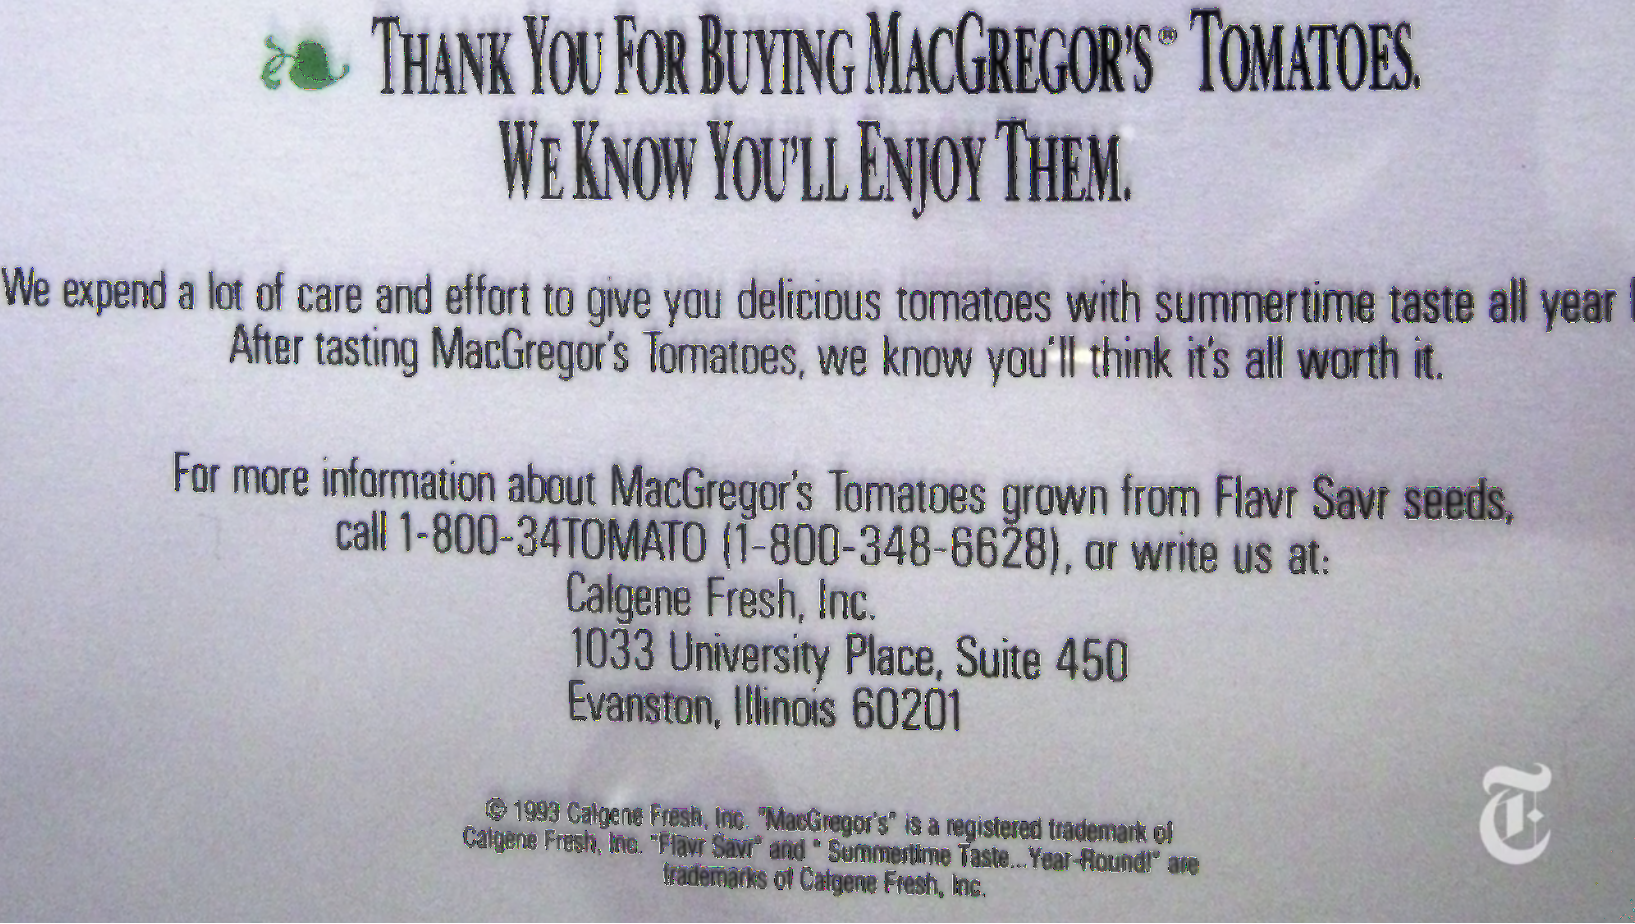 THANK YOU FOR BUYING MACGREGOR'S® TOMATOES.
WE KNOW YOU'LL ENJOY THEM.
We expend a lot of care and effort to give you delicious tomatoes with summertime taste all year
After tasting MacGregor's Tomatoes, we know you'll think it's all worth it.
For more information about MacGregor's Tomatoes grown from Flavr Savr seeds,
call 1-800-34TOMATO (1-800-348-6628), or write us at:
Calgene Fresh, Inc.
1033 University Place, Suite 450
Evanston, Illinois 60201
© 1993 Calgene Fresh, Inc. "MacGregor's" is a registered trademark of
Calgene Fresh, Inc. "Flavr Savr" and " Summertime Taste...Year-Round!" are
trademarks of Calgene Fresh, Inc.
T